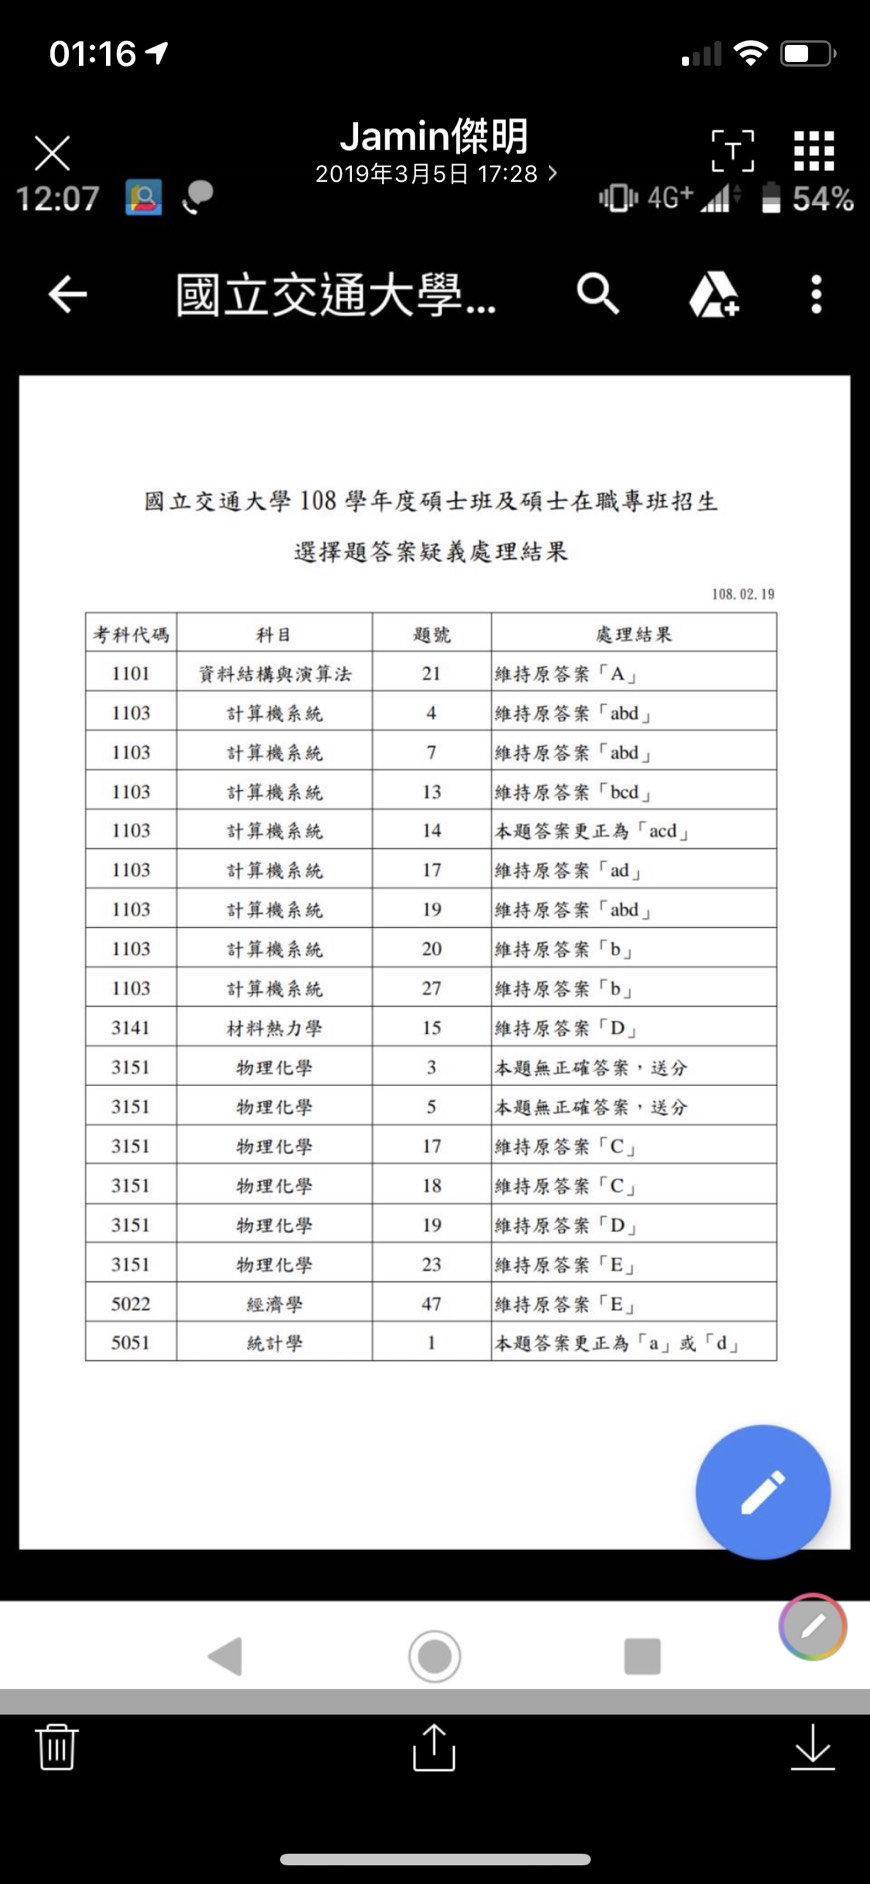 01:16
Jamin傑明
2019年3月5日 17:28 >
T
12:07 4G+ 54%
國立交通大學...
國立交通大學 108 學年度碩士班及碩士在職專班招生
選擇題答案疑義處理結果
108.02.19
考科代碼 科目 題號 處理結果
1101 資料結構與演算法 21 維持原答案「A」
1103 計算機系統 4 維持原答案「abd」
1103 計算機系統 7 維持原答案「abd」
1103 計算機系統 13 維持原答案「bcd」
1103 計算機系統 14 本題答案更正為「acd」
1103 計算機系統 17 維持原答案「ad」
1103 計算機系統 19 維持原答案「abd」
1103 計算機系統 20 維持原答案「b」
1103 計算機系統 27 維持原答案「b」
3141 材料熱力學 15 維持原答案「D」
3151 物理化學 3 本題無正確答案，送分
3151 物理化學 5 本題無正確答案，送分
3151 物理化學 17 維持原答案「C」
3151 物理化學 18 維持原答案「C」
3151 物理化學 19 維持原答案「D」
3151 物理化學 23 維持原答案「E」
5022 經濟學 47 維持原答案「E」
5051 統計學 1 本題答案更正為「a」或「d」